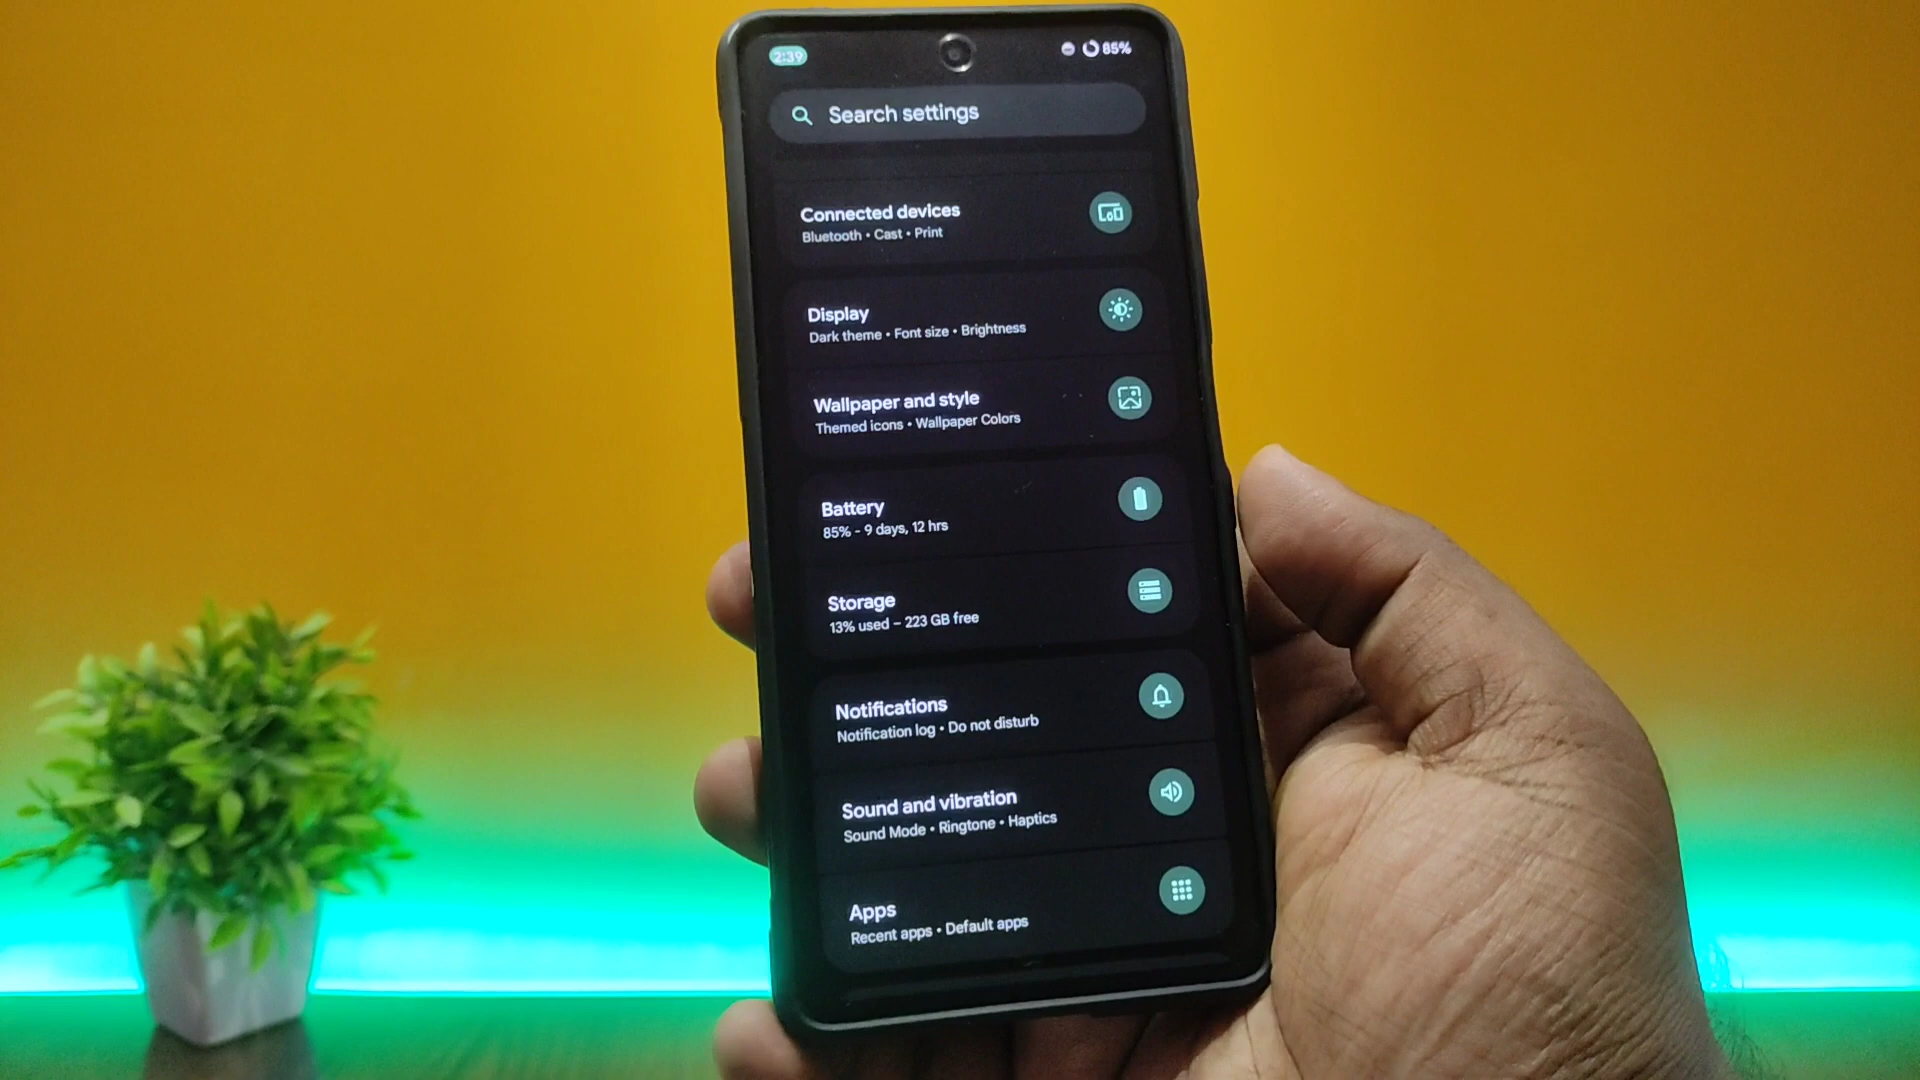 2:39
85%
Search settings
Connected devices
Bluetooth • Cast • Print
Display
Dark theme • Font size • Brightness
Wallpaper and style
Themed icons • Wallpaper Colors
Battery
85% - 9 days, 12 hrs
Storage
13% used – 223 GB free
Notifications
Notification log • Do not disturb
Sound and vibration
Sound Mode • Ringtone • Haptics
Apps
Recent apps • Default apps